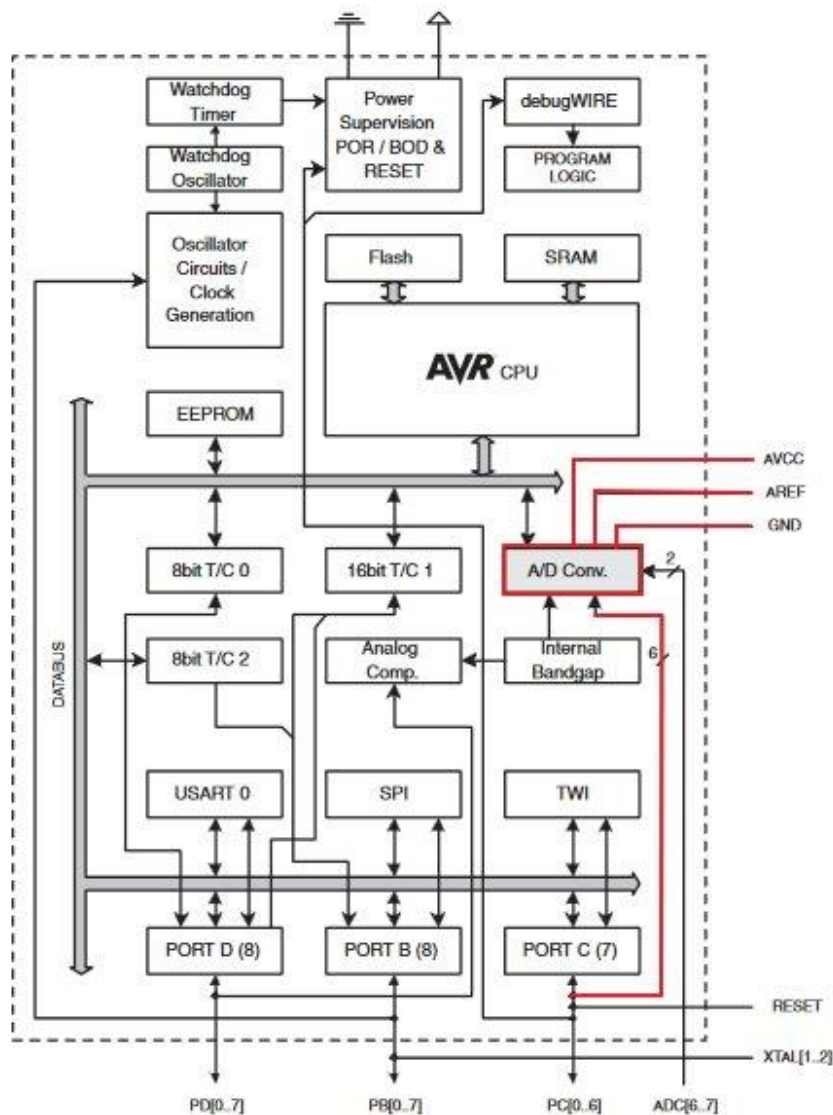 Watchdog
Timer
Power
Supervision
POR / BOD &
RESET
debugWIRE
Watchdog
Oscillator
PROGRAM
LOGIC
Oscillator
Circuits /
Clock
Generation
Flash
SRAM
AVR CPU
EEPROM
AVCC
AREF
GND
8bit T/C 0
16bit T/C 1
A/D Conv.
2
DATABUS
8bit T/C 2
Analog
Comp.
Internal
Bandgap
6
USART 0
SPI
TWI
PORT D (8)
PORT B (8)
PORT C (7)
RESET
XTAL[1..2]
PD[0..7]
PB[0..7]
PC[0..6]
ADC[6..7]